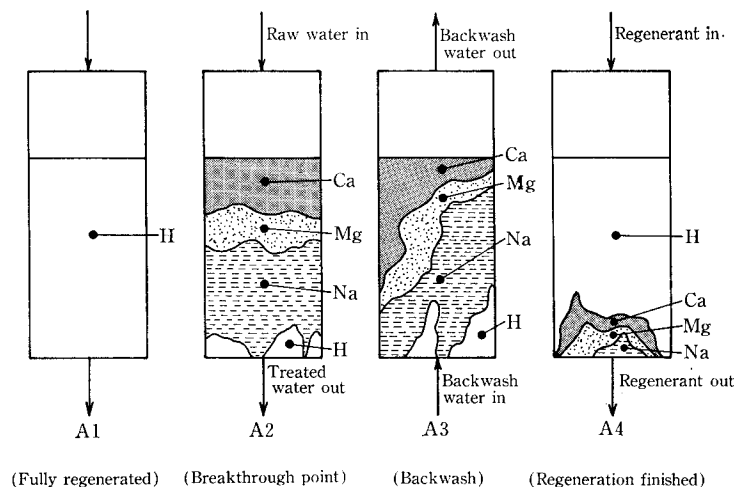 Raw water in
Backwash
water out
Regenerant in.
H
Ca
Mg
Na
H
Treated
water out
Ca
Mg
Na
H
Backwash
water in
H
Ca
Mg
Na
Regenerant out
A1
A2
A3
A4
(Fully regenerated)
(Breakthrough point)
(Backwash)
(Regeneration finished)